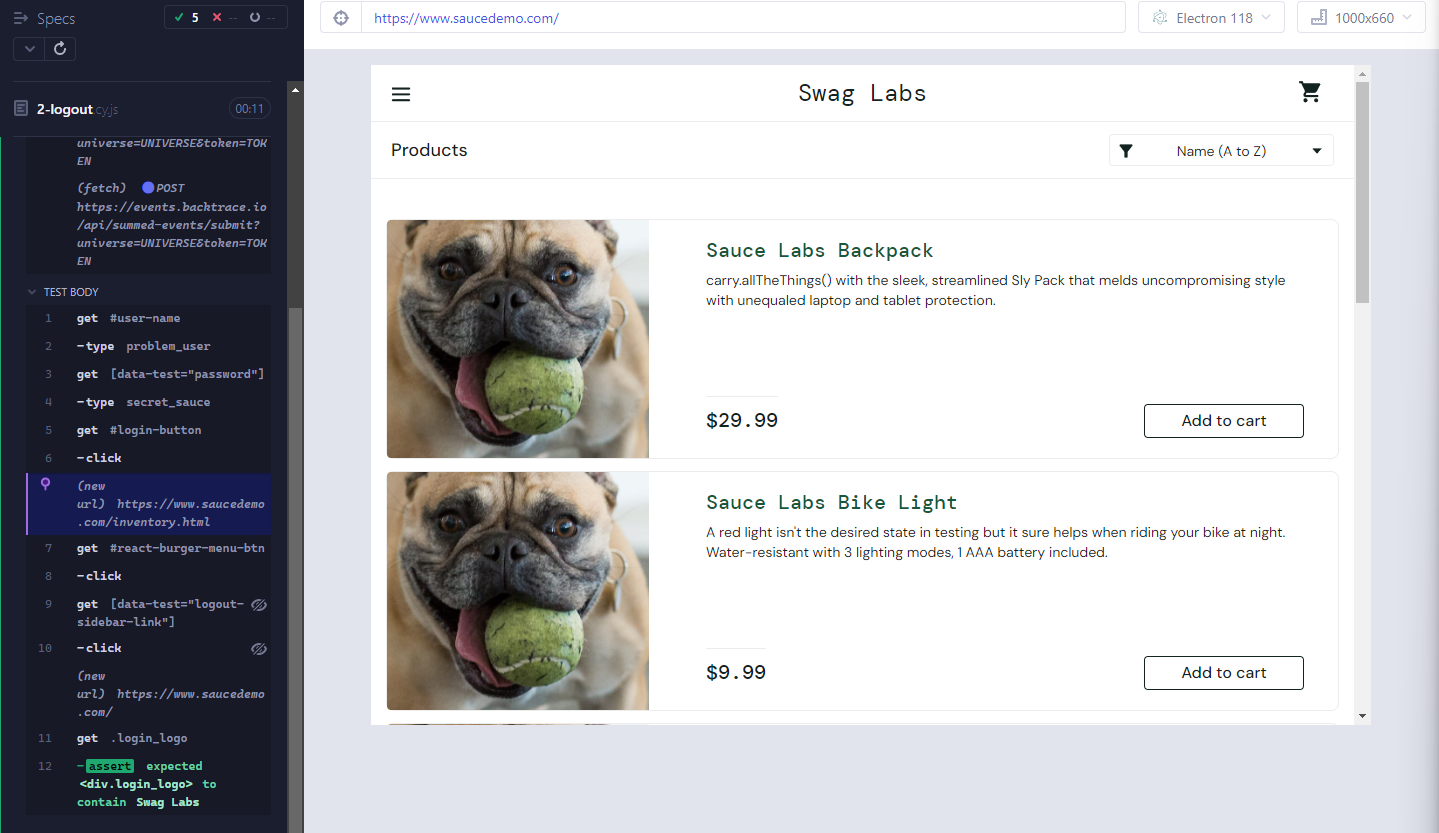 Specs
5 -- --
2-logout.cy.js 00:11
universe=UNIVERSE&token=TOK
EN
(fetch) POST
https://events.backtrace.io
/api/summed-events/submit?
universe=UNIVERSE&token=TOK
EN
TEST BODY
1 get #user-name
2 -type problem_user
3 get [data-test="password"]
4 -type secret_sauce
5 get #login-button
6 -click
(new
url) https://www.saucedemo
.com/inventory.html
7 get #react-burger-menu-btn
8 -click
9 get [data-test="logout-
sidebar-link"]
10 -click
(new
url) https://www.saucedemo
.com/
11 get .login_logo
12 -assert expected
<div.login_logo> to
contain Swag Labs
https://www.saucedemo.com/
Electron 118
1000x660
Swag Labs
Products
Name (A to Z)
Sauce Labs Backpack
carry.allTheThings() with the sleek, streamlined Sly Pack that melds uncompromising style
with unequaled laptop and tablet protection.
$29.99
Add to cart
Sauce Labs Bike Light
A red light isn't the desired state in testing but it sure helps when riding your bike at night.
Water-resistant with 3 lighting modes, 1 AAA battery included.
$9.99
Add to cart